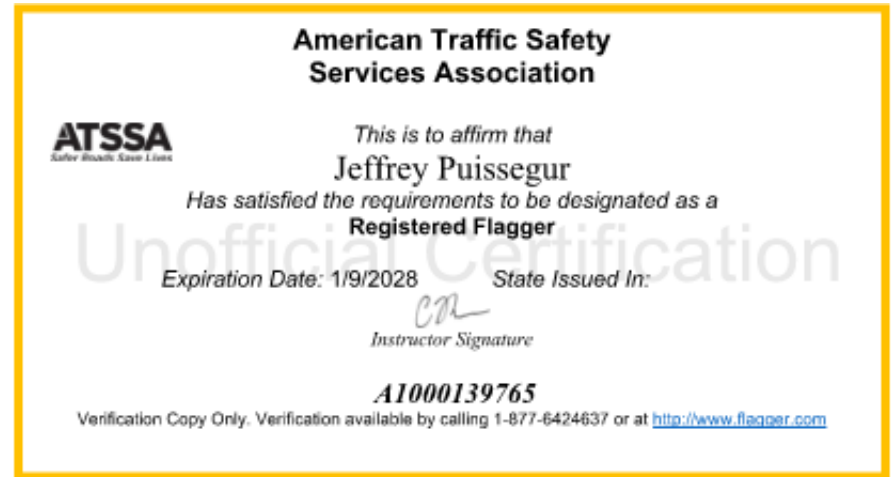 American Traffic Safety
Services Association
ATSSA
Safer Roads Save Lives
This is to affirm that
Jeffrey Puissegur
Has satisfied the requirements to be designated as a
Registered Flagger
Unofficial Certification
Expiration Date: 1/9/2028 State Issued In:
Instructor Signature
A1000139765
Verification Copy Only. Verification available by calling 1-877-6424637 or at http://www.flagger.com